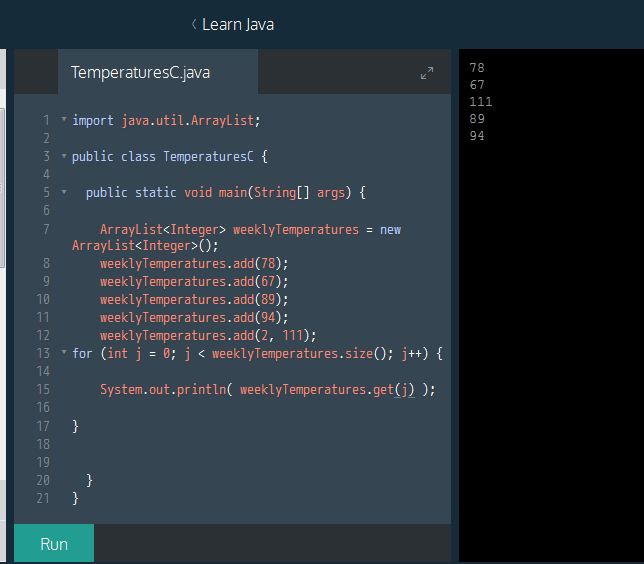 Learn Java
TemperaturesC.java
1 import java.util.ArrayList;
2
3 public class TemperaturesC {
4
5 public static void main(String[] args) {
6
7 ArrayList<Integer> weeklyTemperatures = new
ArrayList<Integer>();
8 weeklyTemperatures.add(78);
9 weeklyTemperatures.add(67);
10 weeklyTemperatures.add(89);
11 weeklyTemperatures.add(94);
12 weeklyTemperatures.add(2, 111);
13 for (int j = 0; j < weeklyTemperatures.size(); j++) {
14
15 System.out.println( weeklyTemperatures.get(j) );
16
17 }
18
19
20 }
21 }
Run
78
67
111
89
94